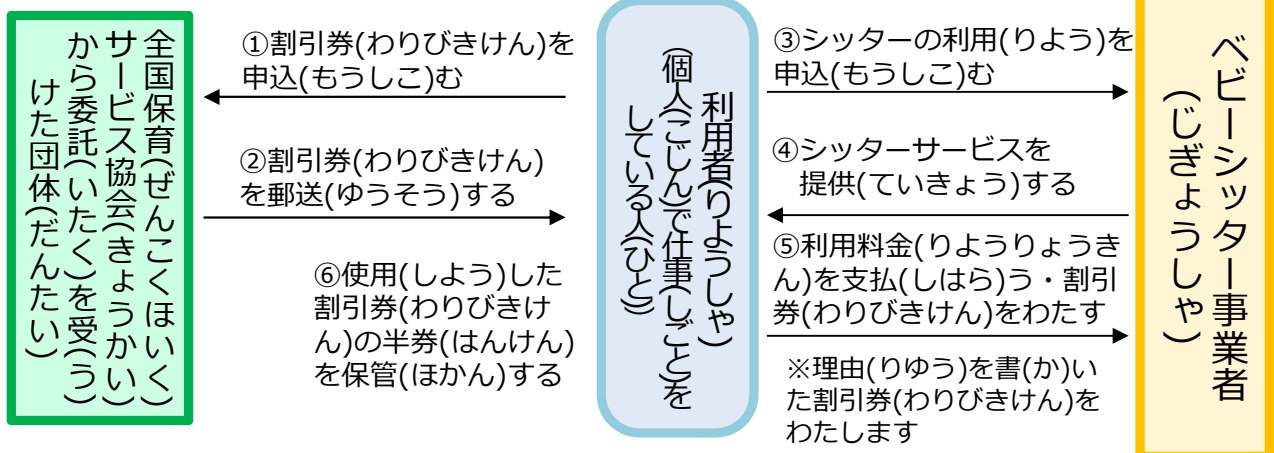 全国保育(ぜんこくほいく)
サービス協会(きょうかい)
から委託(いたく)を受(う)
けた団体(だんたい)
①割引券(わりびきけん)を
申込(もうしこ)む
②割引券(わりびきけん)
を郵送(ゆうそう)する
⑥使用(しよう)した
割引券(わりびきけ
ん)の半券(はんけん)
を保管(ほかん)する
利用者(りようしゃ)
(個人(こじん)で仕事(しごと)を
している人(ひと))
③シッターの利用(りよう)を
申込(もうしこ)む
④シッターサービスを
提供(ていきょう)する
⑤利用料金(りようりょうき
ん)を支払(しはら)う・割引
券(わりびきけん)をわたす
※理由(りゆう)を書(か)い
た割引券(わりびきけん)を
わたします
ベビーシッター事業者
(じぎょうしゃ)